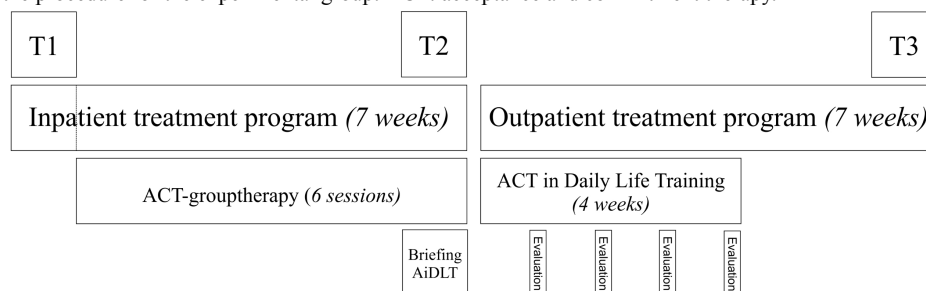 T1
T2
T3
Inpatient treatment program (7 weeks)
Outpatient treatment program (7 weeks)
ACT-grouptherapy (6 sessions)
ACT in Daily Life Training
(4 weeks)
Briefing
AiDLT
Evaluation
Evaluation
Evaluation
Evaluation